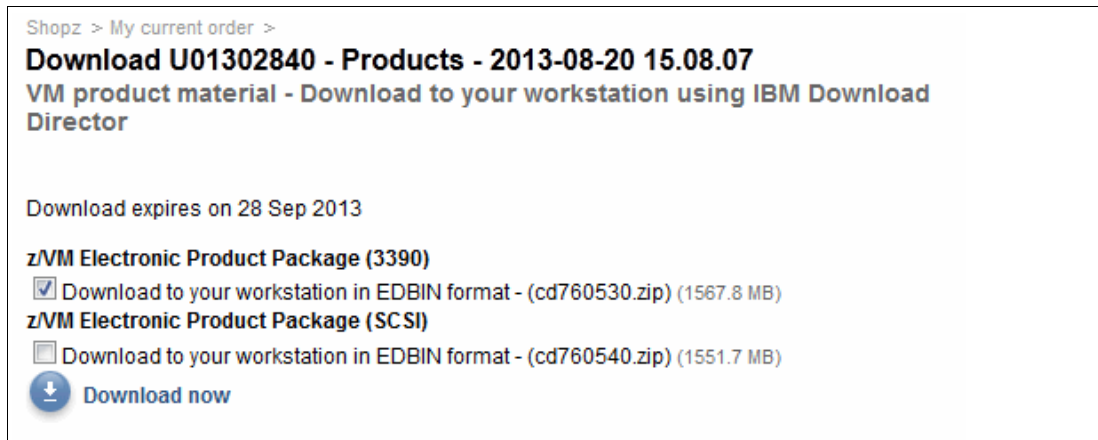 Shopz > My current order >
Download U01302840 - Products - 2013-08-20 15.08.07
VM product material - Download to your workstation using IBM Download
Director
Download expires on 28 Sep 2013
z/VM Electronic Product Package (3390)
Download to your workstation in EDBIN format - (cd760530.zip) (1567.8 MB)
z/VM Electronic Product Package (SCSI)
Download to your workstation in EDBIN format - (cd760540.zip) (1551.7 MB)
Download now